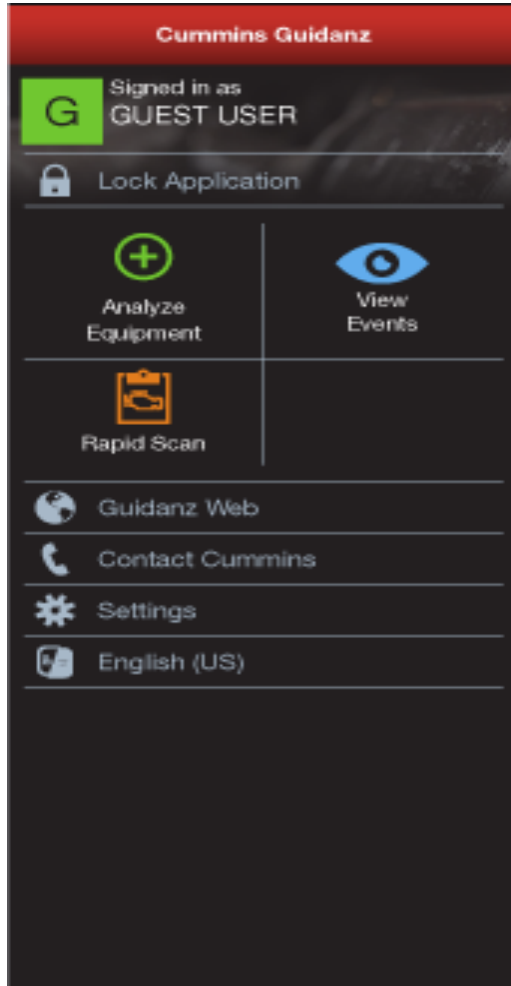 Cummins Guidanz
G
Signed in as
GUEST USER
Lock Application
Analyze
Equipment
View
Events
Rapid Scan
Guidanz Web
Contact Cummins
Settings
English (US)